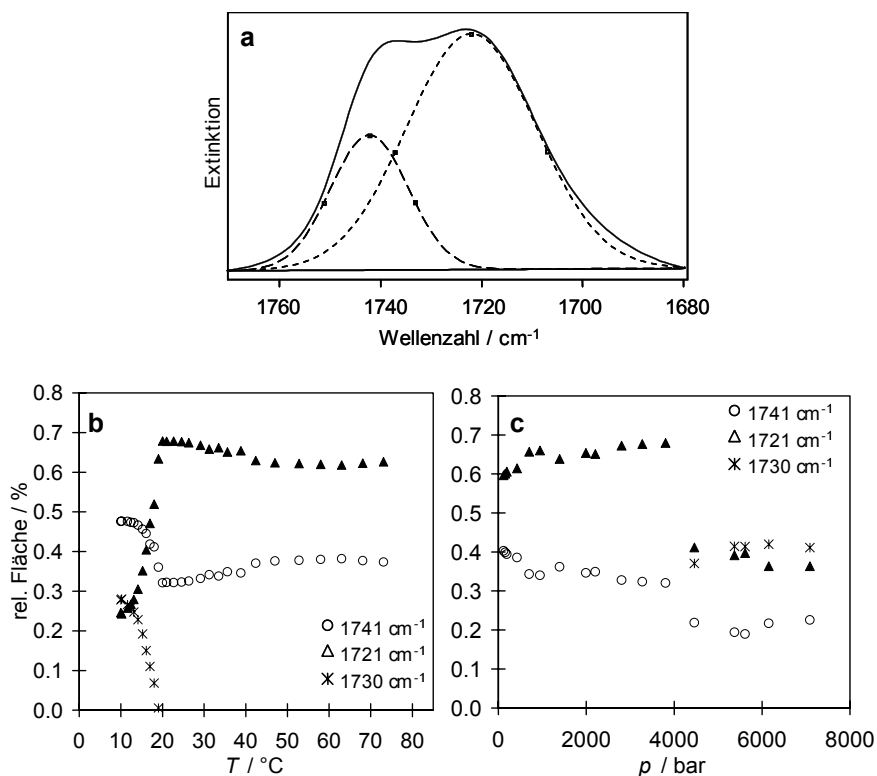 a
Extinktion
1760 1740 1720 1700 1680
Wellenzahl / cm⁻¹
b
rel. Fläche / %
0.8
0.7
0.6
0.5
0.4
0.3
0.2
0.1
0.0
1741 cm⁻¹
1721 cm⁻¹
1730 cm⁻¹
0 10 20 30 40 50 60 70 80
T / °C
c
0.8
0.7
0.6
0.5
0.4
0.3
0.2
0.1
0.0
1741 cm⁻¹
1721 cm⁻¹
1730 cm⁻¹
0 2000 4000 6000 8000
p / bar